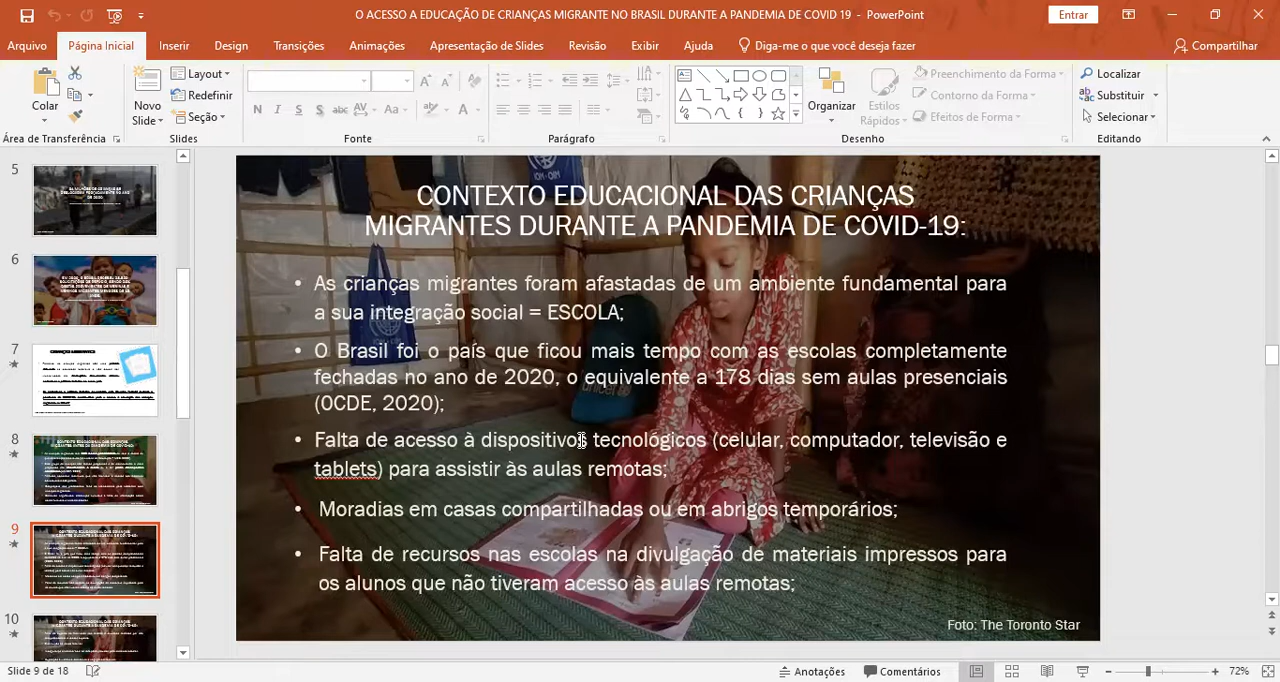 O ACESSO A EDUCAÇÃO DE CRIANÇAS MIGRANTE NO BRASIL DURANTE A PANDEMIA DE COVID 19 - PowerPoint
Entrar
Arquivo Página Inicial Inserir Design Transições Animações Apresentação de Slides Revisão Exibir Ajuda Diga-me o que você deseja fazer Compartilhar
Colar
Novo Slide
Layout
Redefinir
Seção
N I S S abc AV Aa A
Organizar
Estilos Rápidos
Preenchimento da Forma
Contorno da Forma
Efeitos de Forma
Localizar
Substituir
Selecionar
Área de Transferência Slides Fonte Parágrafo Desenho Editando
5
6
7
8
9
10
CONTEXTO EDUCACIONAL DAS CRIANÇAS
MIGRANTES DURANTE A PANDEMIA DE COVID-19:
• As crianças migrantes foram afastadas de um ambiente fundamental para
a sua integração social = ESCOLA;
• O Brasil foi o país que ficou mais tempo com as escolas completamente
fechadas no ano de 2020, o equivalente a 178 dias sem aulas presenciais
(OCDE, 2020);
• Falta de acesso à dispositivos tecnológicos (celular, computador, televisão e
tablets) para assistir as aulas remotas;
• Moradias em casas compartilhadas ou em abrigos temporários;
• Falta de recursos nas escolas na divulgação de materiais impressos para
os alunos que não tiveram acesso às aulas remotas;
Foto: The Toronto Star
Slide 9 de 18
Anotações Comentários 72%